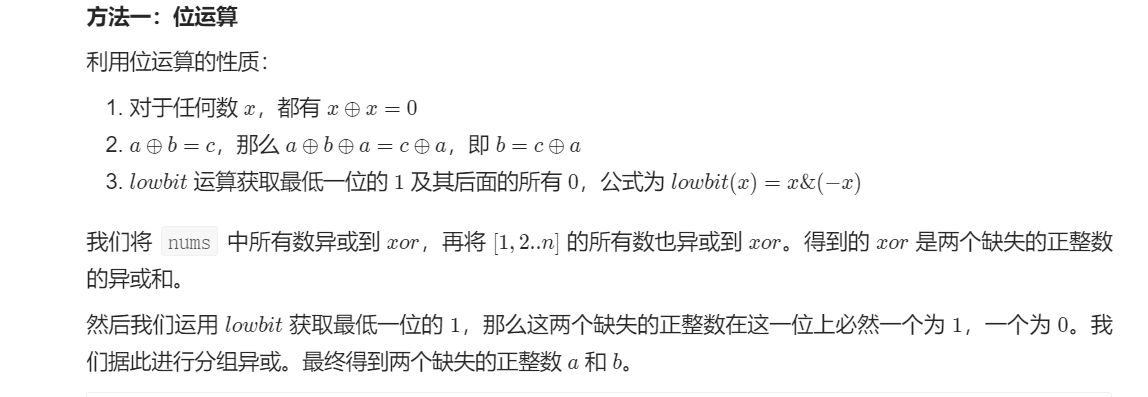 方法一：位运算
利用位运算的性质：
1. 对于任何数 x，都有 x ⊕ x = 0
2. a ⊕ b = c，那么 a ⊕ b ⊕ a = c ⊕ a，即 b = c ⊕ a
3. lowbit 运算获取最低一位的 1 及其后面的所有 0，公式为 lowbit(x) = x&(−x)
我们将 nums 中所有数异或到 xor，再将 [1, 2..n] 的所有数也异或到 xor。得到的 xor 是两个缺失的正整数
的异或和。
然后我们运用 lowbit 获取最低一位的 1，那么这两个缺失的正整数在这一位上必然一个为 1，一个为 0。我
们据此进行分组异或。最终得到两个缺失的正整数 a 和 b。